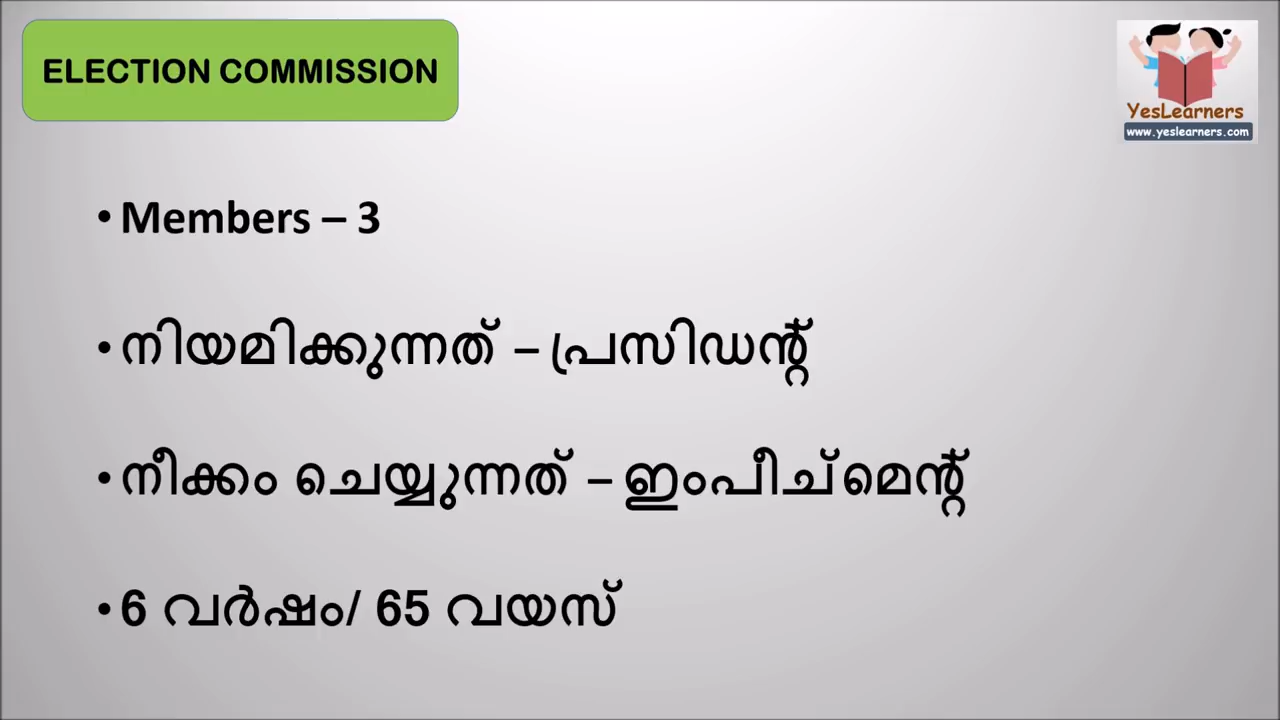 ELECTION COMMISSION
YesLearners
www.yeslearners.com
• Members – 3
• നിയമിക്കുന്നത് – പ്രസിഡന്റ്
• നീക്കം ചെയ്യുന്നത് – ഇംപീച്മെന്റ്
• 6 വർഷം/ 65 വയസ്